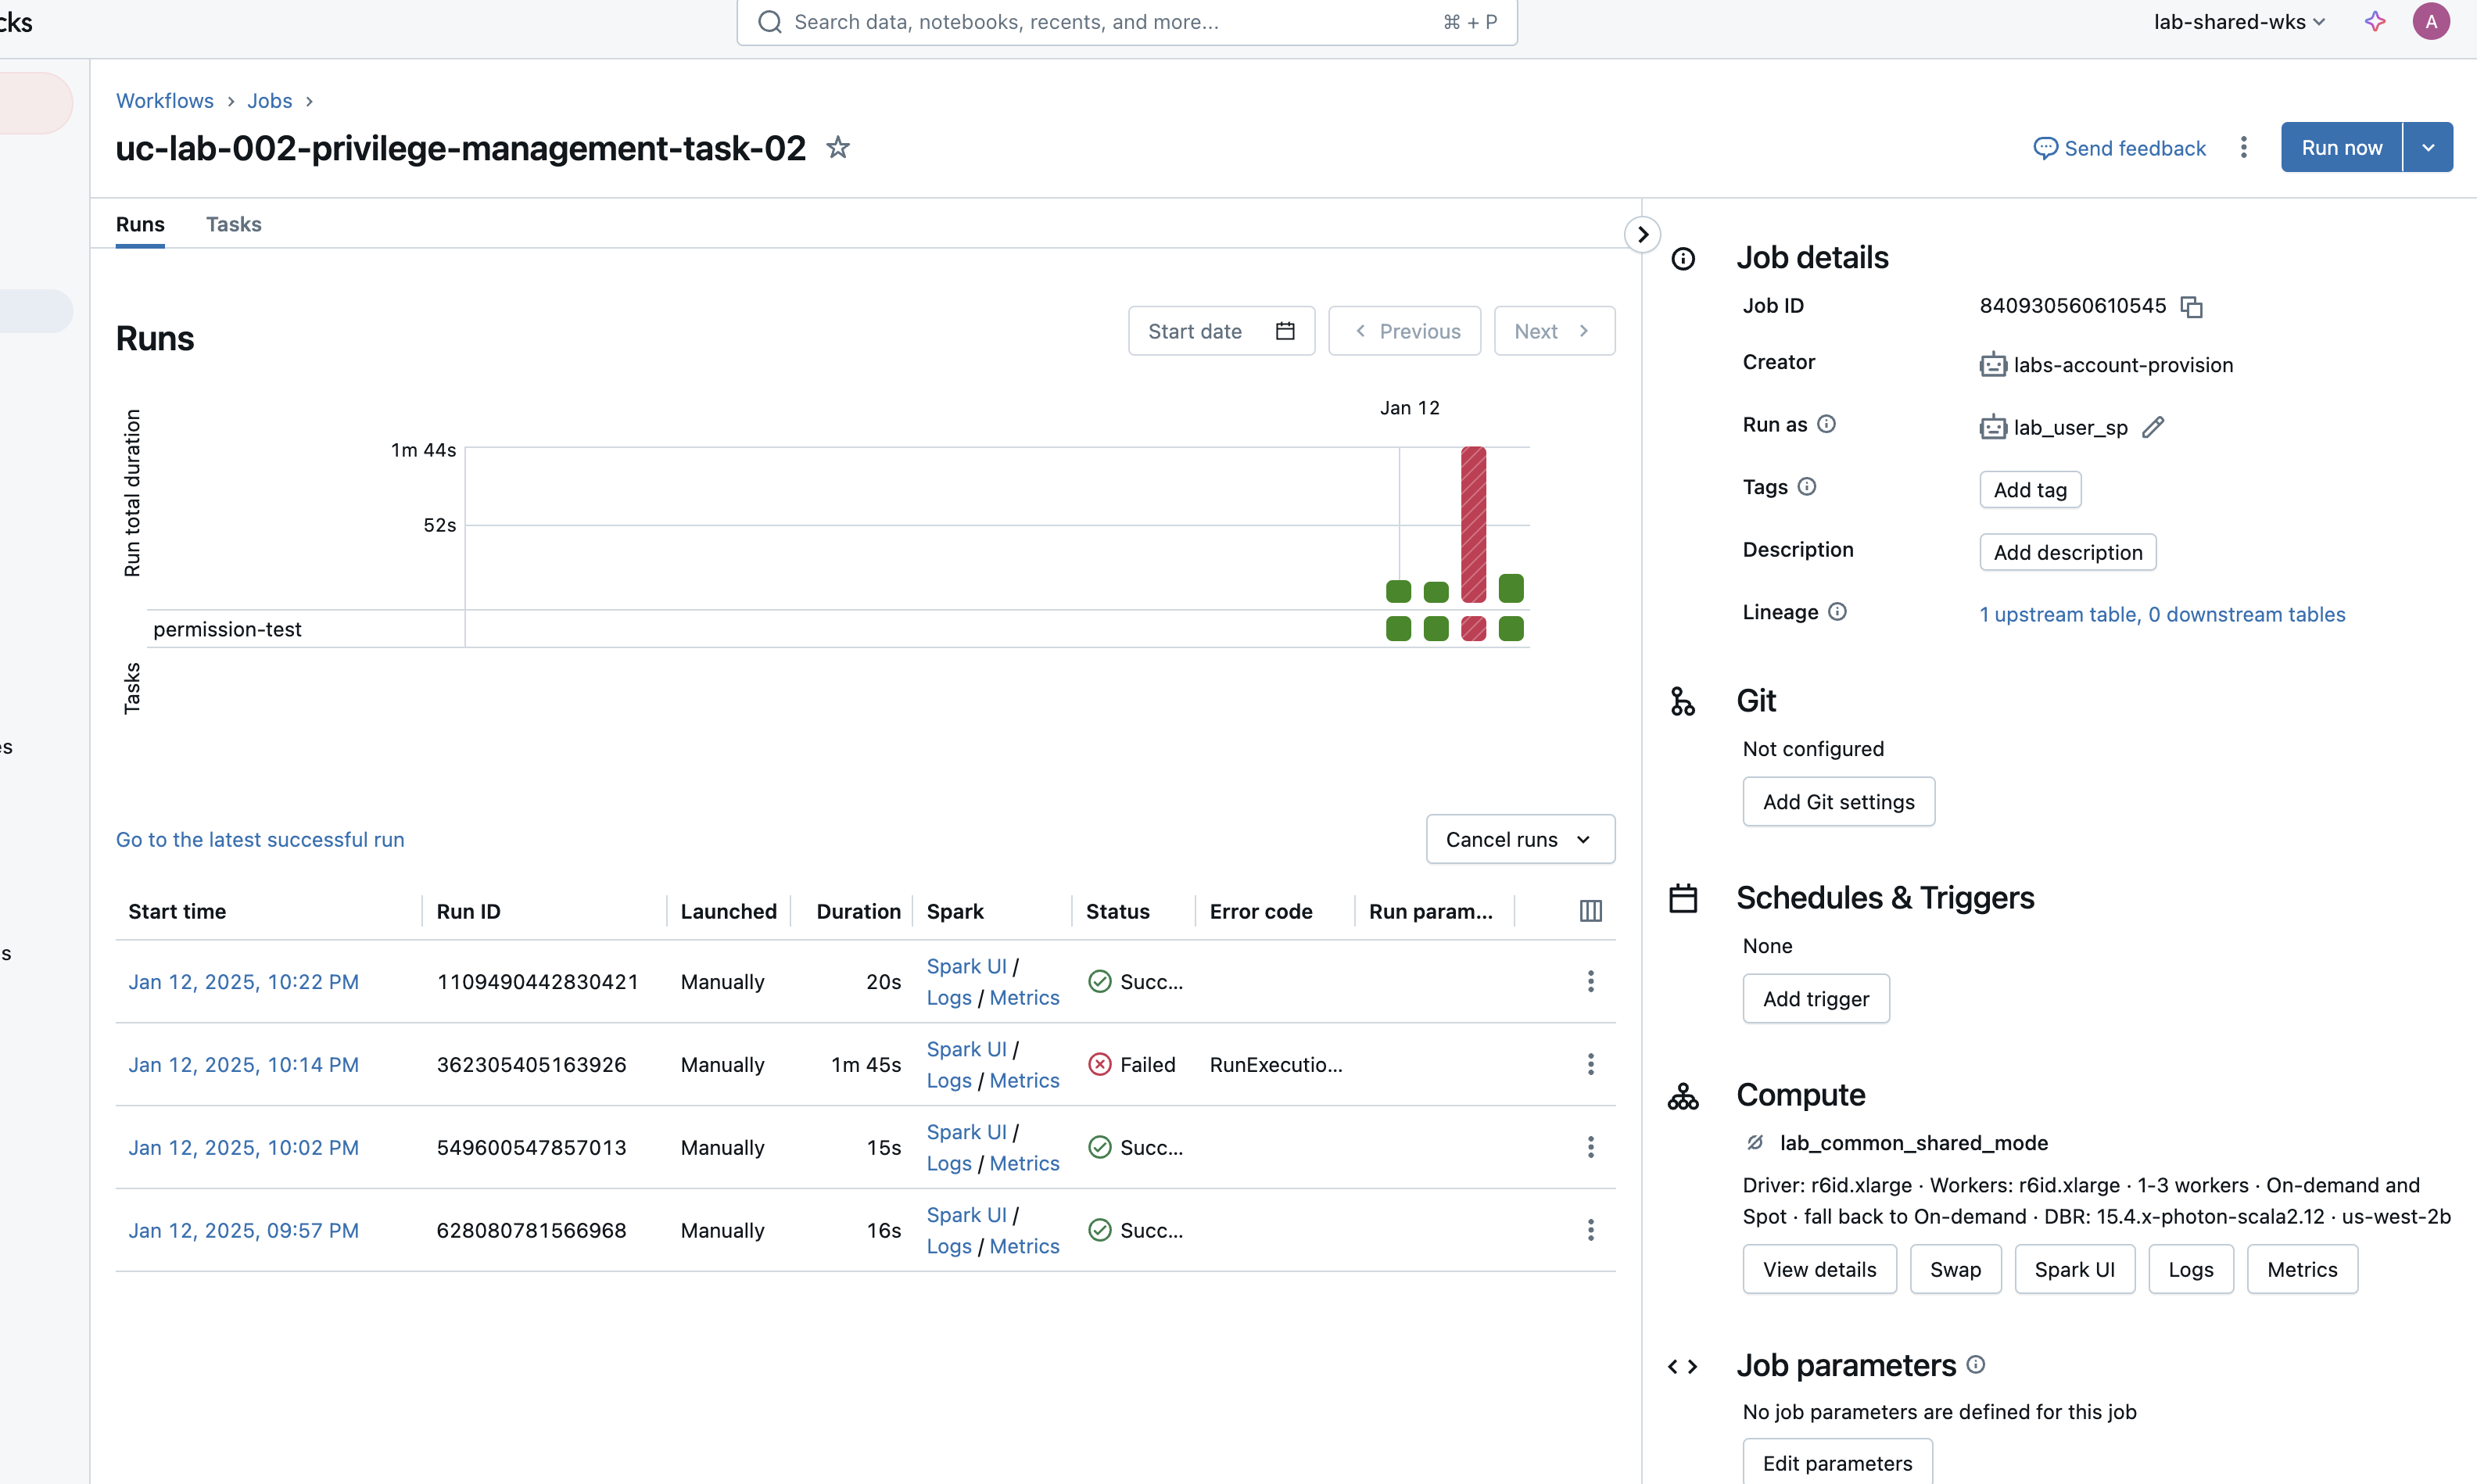 cks
Search data, notebooks, recents, and more...
⌘ + P
lab-shared-wks
A
Workflows > Jobs >
uc-lab-002-privilege-management-task-02
Send feedback
Run now
Runs
Tasks
Runs
Start date
Previous
Next
Jan 12
Run total duration
1m 44s
52s
permission-test
Tasks
Go to the latest successful run
Cancel runs
Start time Run ID Launched Duration Spark Status Error code Run param...
Jan 12, 2025, 10:22 PM 1109490442830421 Manually 20s Spark UI / Logs / Metrics Succ...
Jan 12, 2025, 10:14 PM 362305405163926 Manually 1m 45s Spark UI / Logs / Metrics Failed RunExecutio...
Jan 12, 2025, 10:02 PM 549600547857013 Manually 15s Spark UI / Logs / Metrics Succ...
Jan 12, 2025, 09:57 PM 628080781566968 Manually 16s Spark UI / Logs / Metrics Succ...
es
s
Job details
Job ID 840930560610545
Creator labs-account-provision
Run as lab_user_sp
Tags Add tag
Description Add description
Lineage 1 upstream table, 0 downstream tables
Git
Not configured
Add Git settings
Schedules & Triggers
None
Add trigger
Compute
lab_common_shared_mode
Driver: r6id.xlarge · Workers: r6id.xlarge · 1-3 workers · On-demand and
Spot · fall back to On-demand · DBR: 15.4.x-photon-scala2.12 · us-west-2b
View details Swap Spark UI Logs Metrics
Job parameters
No job parameters are defined for this job
Edit parameters